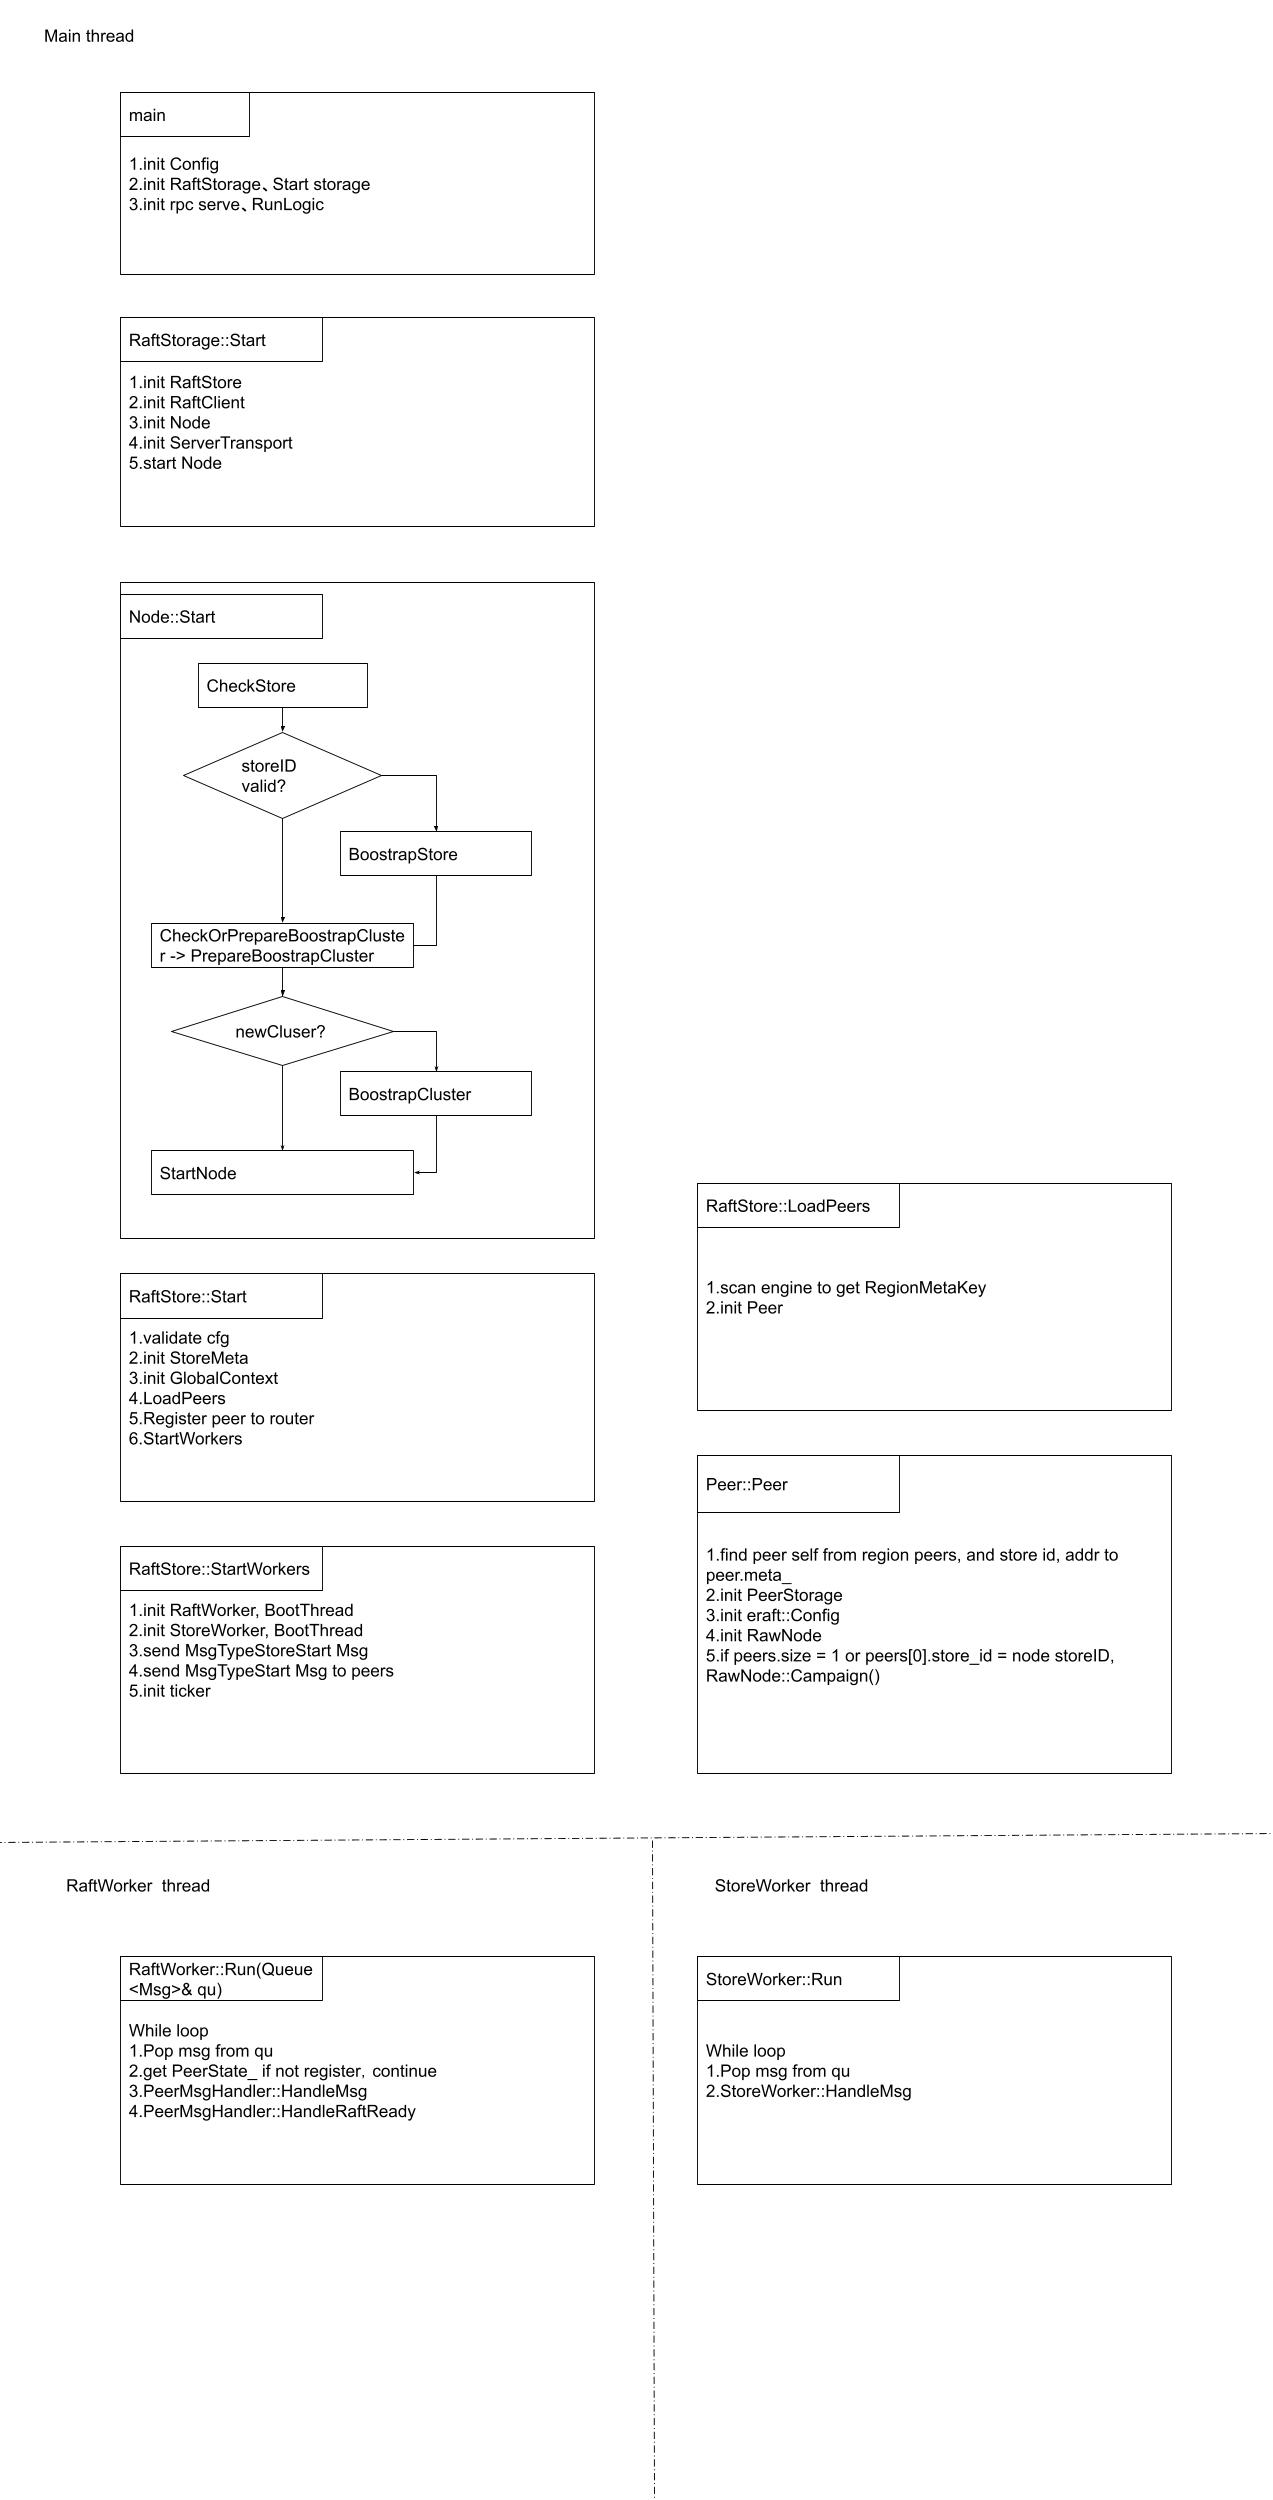 Main thread
main
1.init Config
2.init RaftStorage、Start storage
3.init rpc serve、RunLogic
RaftStorage::Start
1.init RaftStore
2.init RaftClient
3.init Node
4.init ServerTransport
5.start Node
Node::Start
CheckStore
storeID
valid?
BoostrapStore
CheckOrPrepareBoostrapCluste
r -> PrepareBoostrapCluster
newCluser?
BoostrapCluster
StartNode
RaftStore::Start
1.validate cfg
2.init StoreMeta
3.init GlobalContext
4.LoadPeers
5.Register peer to router
6.StartWorkers
RaftStore::StartWorkers
1.init RaftWorker, BootThread
2.init StoreWorker, BootThread
3.send MsgTypeStoreStart Msg
4.send MsgTypeStart Msg to peers
5.init ticker
RaftStore::LoadPeers
1.scan engine to get RegionMetaKey
2.init Peer
Peer::Peer
1.find peer self from region peers, and store id, addr to
peer.meta_
2.init PeerStorage
3.init eraft::Config
4.init RawNode
5.if peers.size = 1 or peers[0].store_id = node storeID,
RawNode::Campaign()
RaftWorker  thread
RaftWorker::Run(Queue
<Msg>& qu)
While loop
1.Pop msg from qu
2.get PeerState_ if not register,  continue
3.PeerMsgHandler::HandleMsg
4.PeerMsgHandler::HandleRaftReady
StoreWorker  thread
StoreWorker::Run
While loop
1.Pop msg from qu
2.StoreWorker::HandleMsg